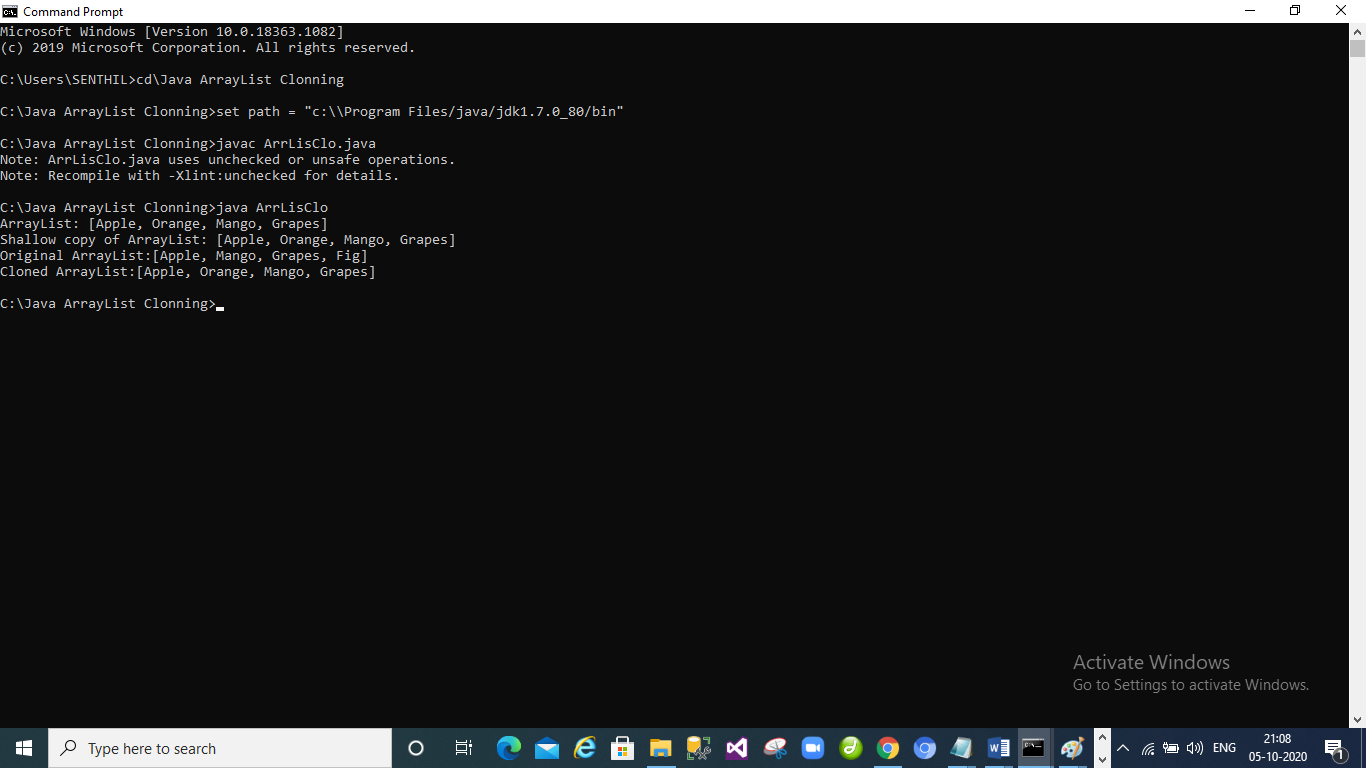 Command Prompt
Microsoft Windows [Version 10.0.18363.1082]
(c) 2019 Microsoft Corporation. All rights reserved.
C:\Users\SENTHIL>cd\Java ArrayList Clonning
C:\Java ArrayList Clonning>set path = "c:\\Program Files/java/jdk1.7.0_80/bin"
C:\Java ArrayList Clonning>javac ArrLisClo.java
Note: ArrLisClo.java uses unchecked or unsafe operations.
Note: Recompile with -Xlint:unchecked for details.
C:\Java ArrayList Clonning>java ArrLisClo
ArrayList: [Apple, Orange, Mango, Grapes]
Shallow copy of ArrayList: [Apple, Orange, Mango, Grapes]
Original ArrayList:[Apple, Mango, Grapes, Fig]
Cloned ArrayList:[Apple, Orange, Mango, Grapes]
C:\Java ArrayList Clonning>
Activate Windows
Go to Settings to activate Windows.
Type here to search
ENG
21:08
05-10-2020
1